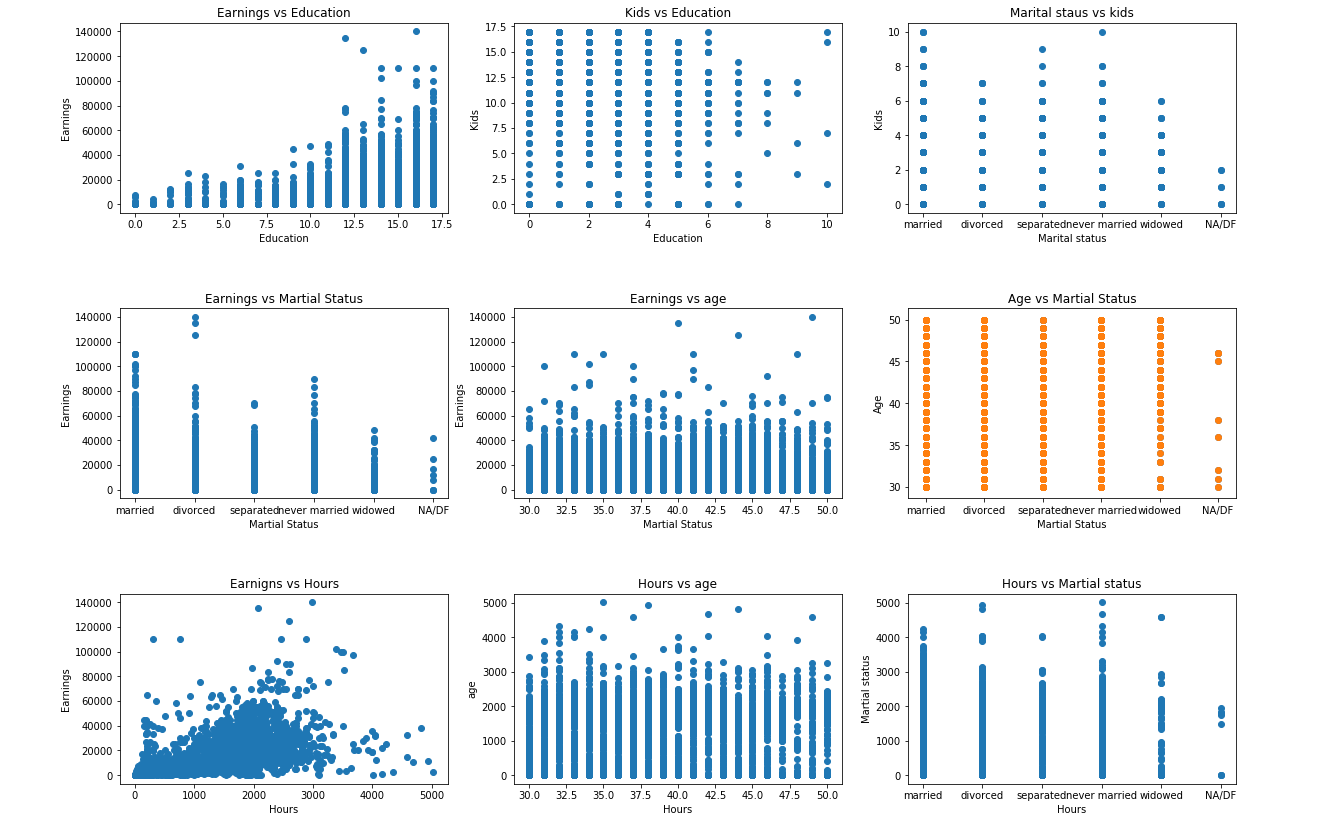 Earnings vs Education
Kids vs Education
Marital staus vs kids
140000
120000
100000
80000
60000
40000
20000
0
Earnings
0.0 2.5 5.0 7.5 10.0 12.5 15.0 17.5
Education
17.5
15.0
12.5
10.0
7.5
5.0
2.5
0.0
Kids
0 2 4 6 8 10
Education
10
8
6
4
2
0
Kids
married divorced separated never married widowed NA/DF
Marital status
Earnings vs Martial Status
Earnings vs age
Age vs Martial Status
140000
120000
100000
80000
60000
40000
20000
0
Earnings
married divorced separated never married widowed NA/DF
Martial Status
140000
120000
100000
80000
60000
40000
20000
0
Earnings
30.0 32.5 35.0 37.5 40.0 42.5 45.0 47.5 50.0
Martial Status
50
45
40
35
30
Age
married divorced separated never married widowed NA/DF
Martial Status
Earnigns vs Hours
Hours vs age
Hours vs Martial status
140000
120000
100000
80000
60000
40000
20000
0
Earnings
0 1000 2000 3000 4000 5000
Hours
5000
4000
3000
2000
1000
0
age
30.0 32.5 35.0 37.5 40.0 42.5 45.0 47.5 50.0
Hours
5000
4000
3000
2000
1000
0
Martial status
married divorced separated never married widowed NA/DF
Hours